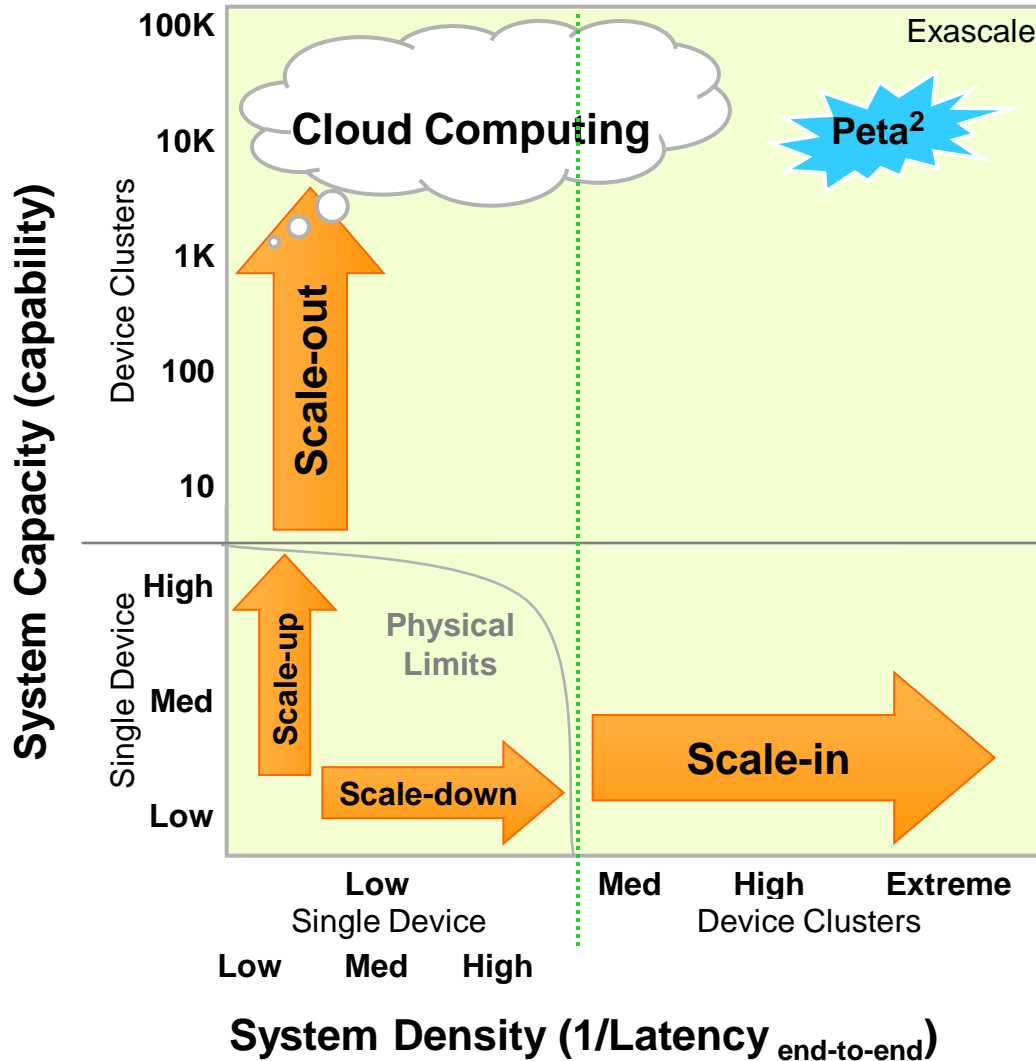 100K
Exascale
Cloud Computing
Peta²
10K
1K
100
10
Scale-out
Device Clusters
System Capacity (capability)
High
Med
Low
Single Device
Scale-up
Physical
Limits
Scale-down
Scale-in
Low
Med
High
Extreme
Single Device
Device Clusters
Low
Med
High
System Density (1/Latency end-to-end)